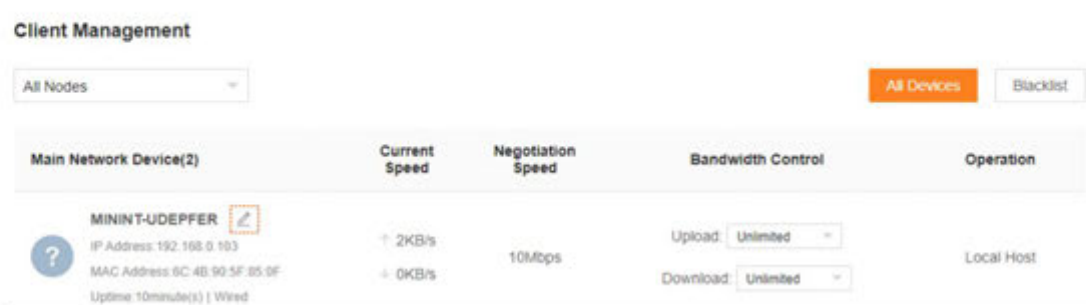 Client Management
All Nodes
All Devices
Blacklist
Main Network Device(2)
Current Speed
Negotiation Speed
Bandwidth Control
Operation
MININT-UDEPFER
IP Address:192.168.0.103
MAC Address:6C:4B:90:5F:85:0F
Uptime:10minute(s) | Wired
↑ 2KB/s
↓ 0KB/s
10Mbps
Upload: Unlimited
Download: Unlimited
Local Host